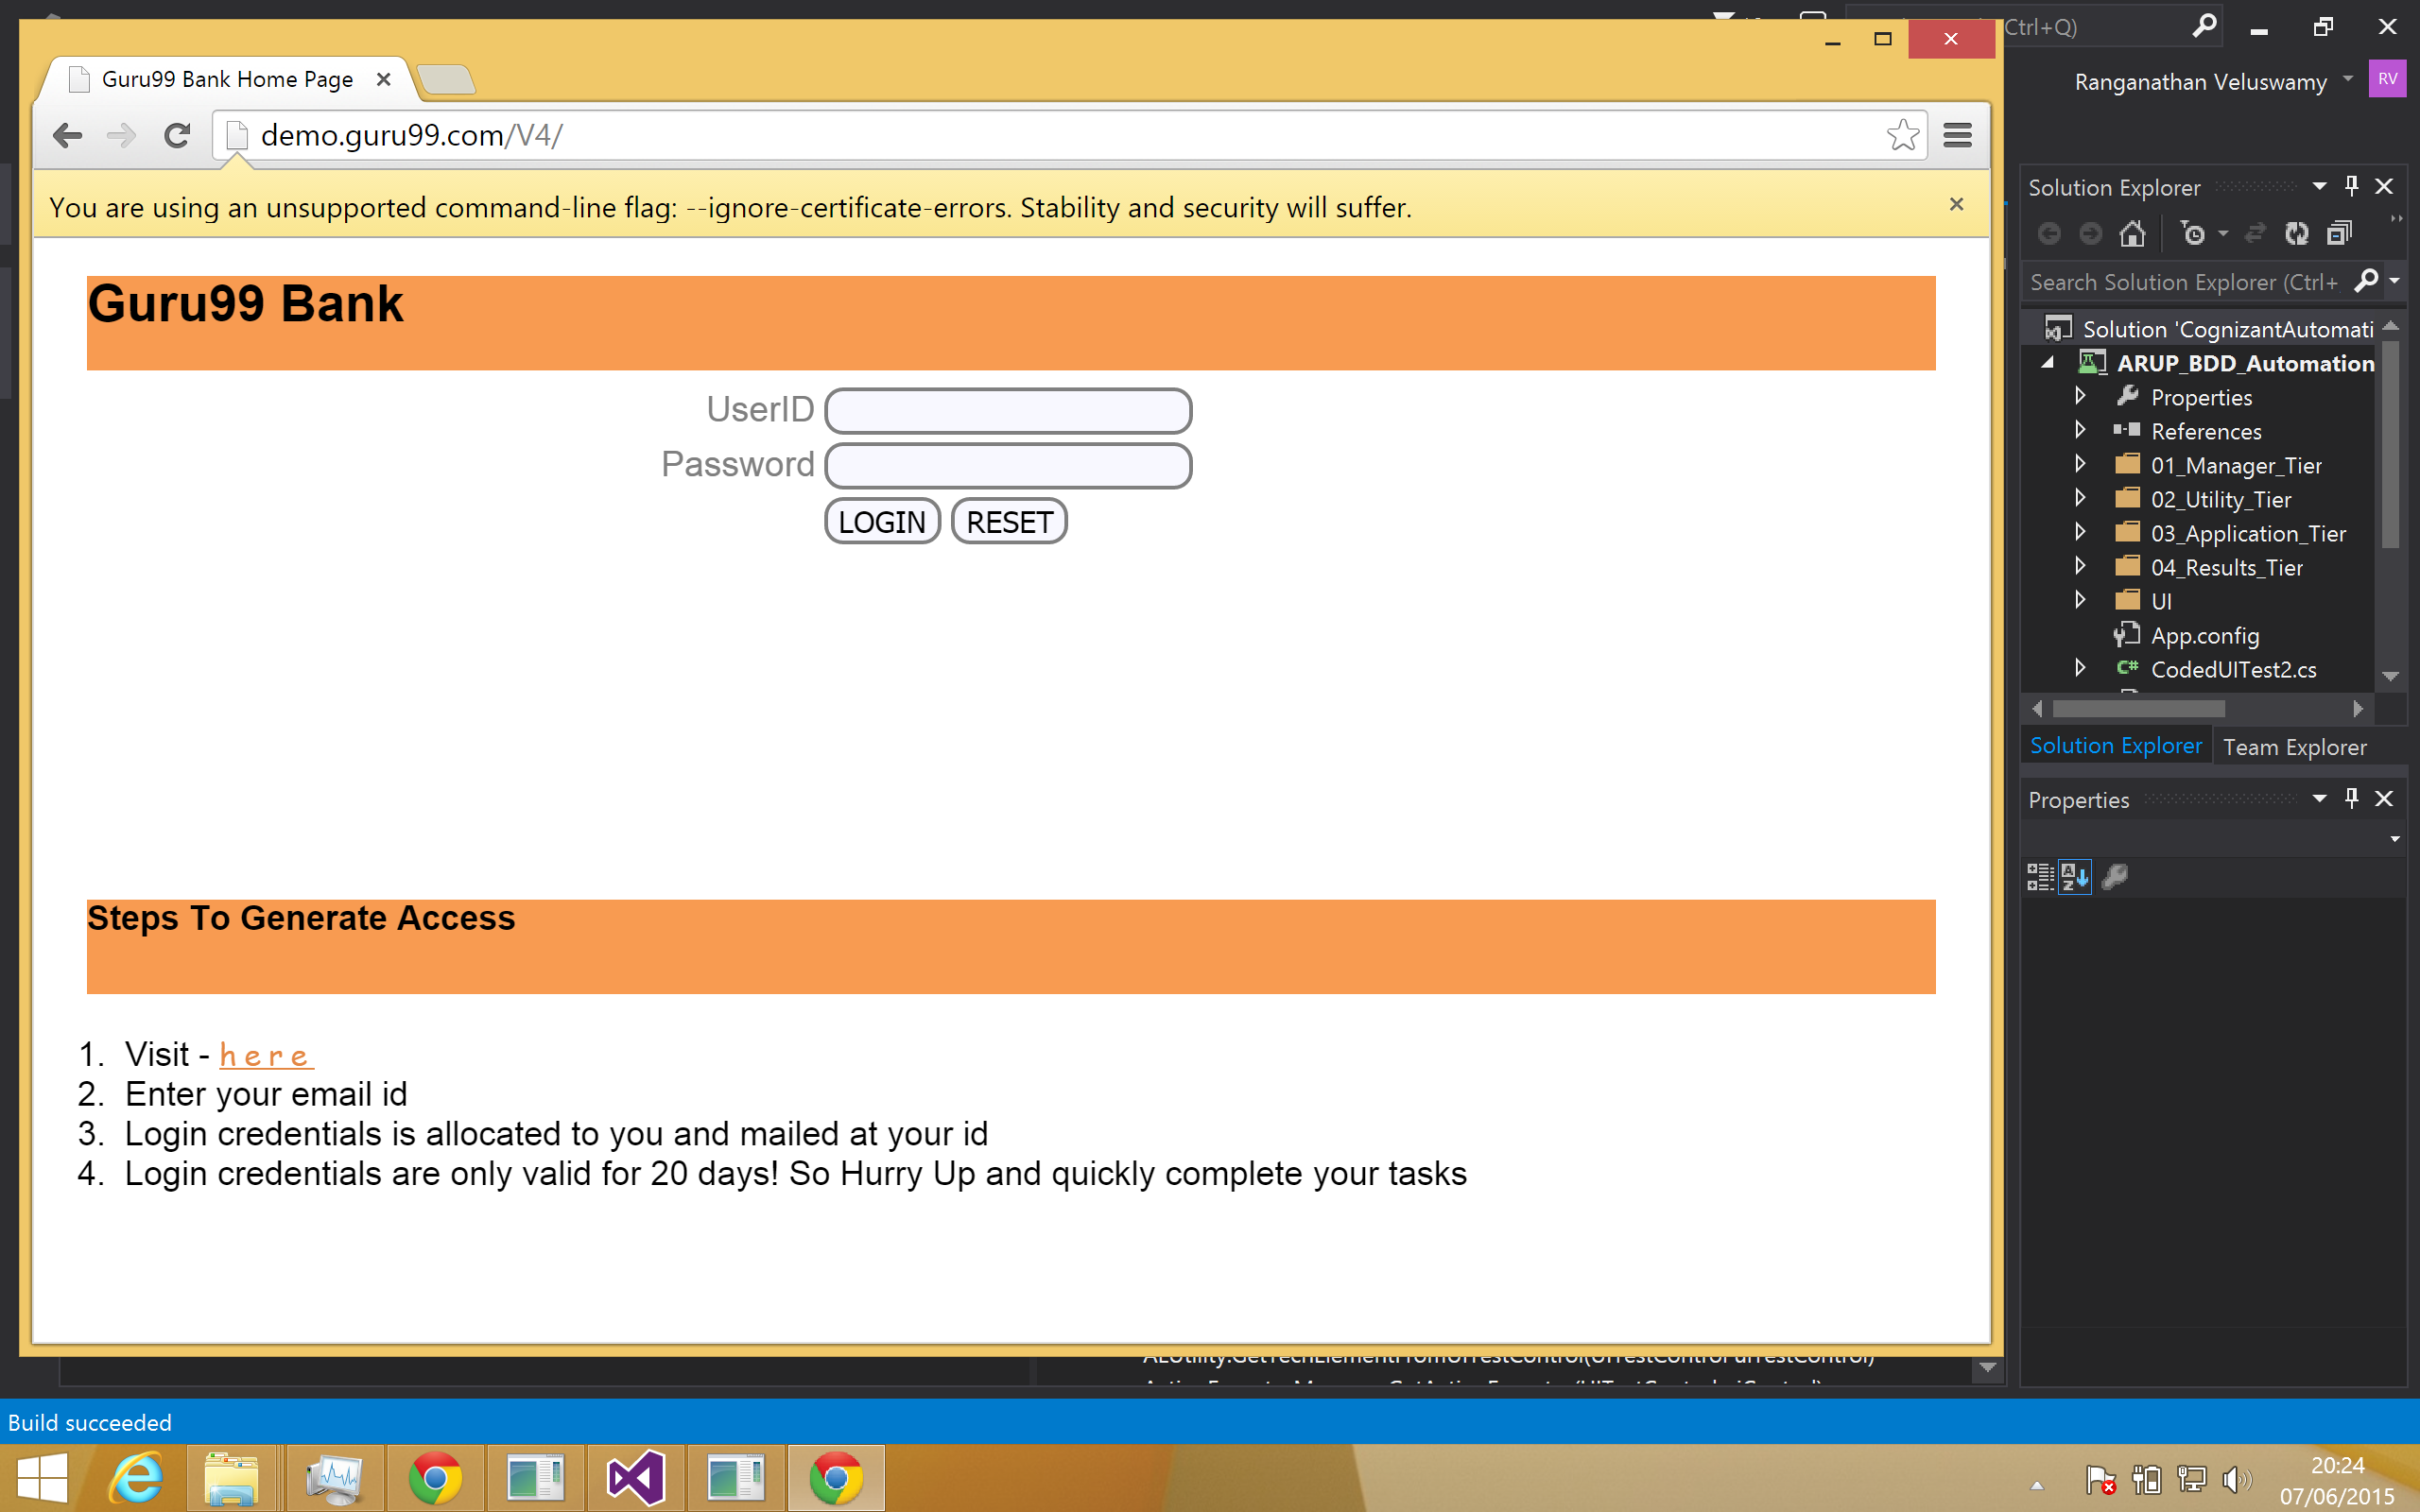 Ctrl+Q)
Ranganathan Veluswamy
RV
Guru99 Bank Home Page
demo.guru99.com/V4/
You are using an unsupported command-line flag: --ignore-certificate-errors. Stability and security will suffer.
Guru99 Bank
UserID
Password
LOGIN RESET
Steps To Generate Access
1. Visit - here
2. Enter your email id
3. Login credentials is allocated to you and mailed at your id
4. Login credentials are only valid for 20 days! So Hurry Up and quickly complete your tasks
Solution Explorer
Search Solution Explorer (Ctrl+
Solution 'CognizantAutomati
ARUP_BDD_Automation
Properties
References
01_Manager_Tier
02_Utility_Tier
03_Application_Tier
04_Results_Tier
UI
App.config
C# CodedUITest2.cs
Solution Explorer Team Explorer
Properties
Build succeeded
20:24
07/06/2015